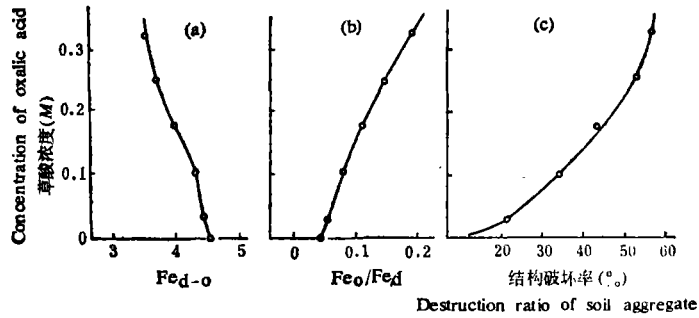 Concentration of oxalic acid
草酸浓度(M)
(a)
(b)
(c)
0.3
0.2
0.1
0
3
4
5
0
0.1
0.2
20
30
40
50
60
Fed-o
Feo/Fed
结构破坏率(%)
Destruction ratio of soil aggregate